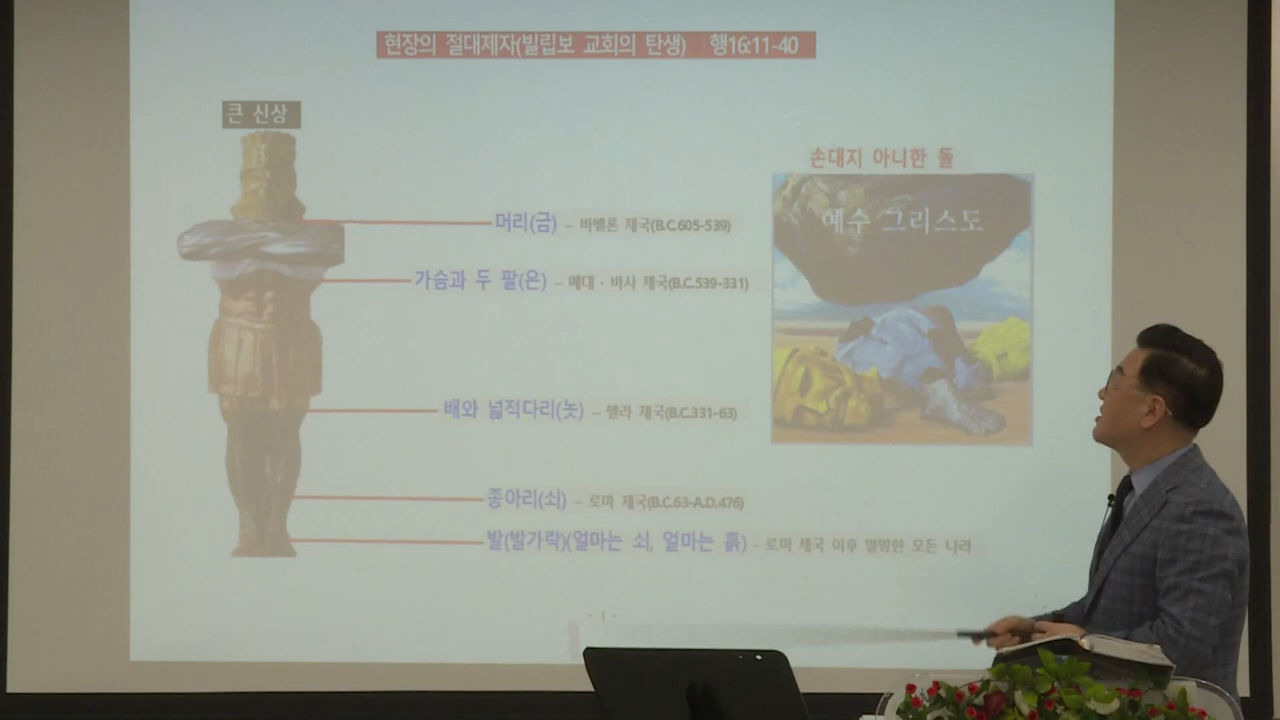 현장의 절대제자(빌립보 교회의 탄생) 행16:11-40
큰 신상
손대지 아니한 돌
예수 그리스도
머리(금) – 바벨론 제국(B.C.605-539)
가슴과 두 팔(은) – 메대 · 바사 제국(B.C.539-331)
배와 넓적다리(놋) – 헬라 제국(B.C.331-63)
종아리(쇠) – 로마 제국(B.C.63-A.D.476)
발(발가락)(얼마는 쇠, 얼마는 흙) - 로마 제국 이후 멸망한 모든 나라
- 1 -